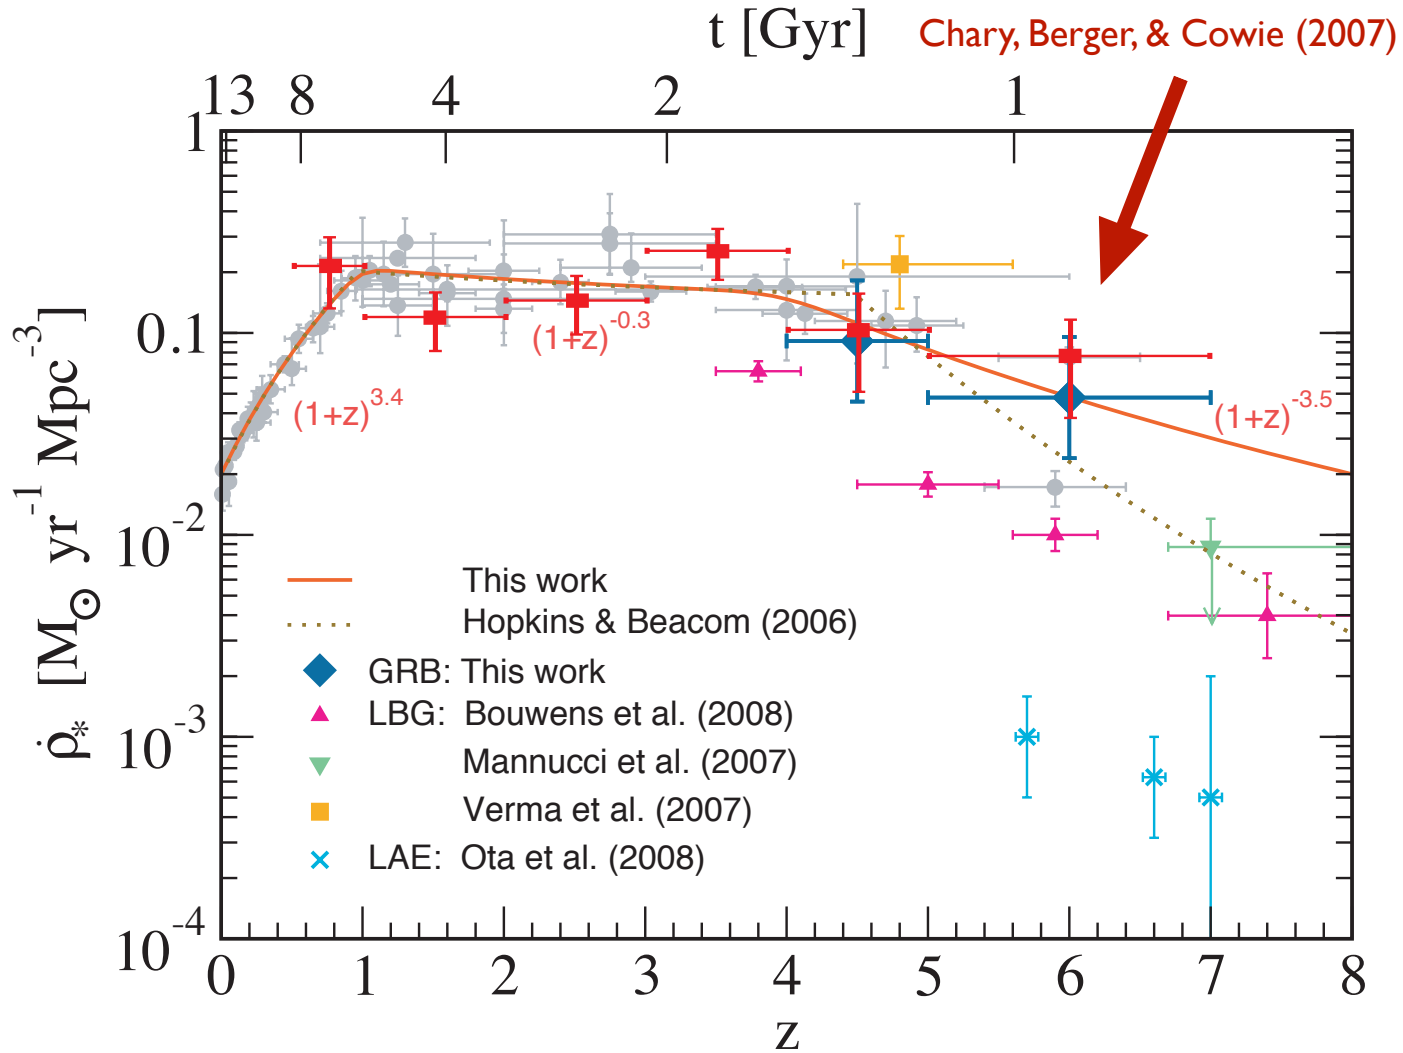 t [Gyr]
Chary, Berger, & Cowie (2007)
13 8 4 2 1
1
0.1
10^-2
10^-3
10^-4
ρ̇* [M☉ yr^-1 Mpc^-3]
(1+z)^3.4
(1+z)^-0.3
(1+z)^-3.5
This work
Hopkins & Beacom (2006)
GRB: This work
LBG: Bouwens et al. (2008)
Mannucci et al. (2007)
Verma et al. (2007)
LAE: Ota et al. (2008)
0 1 2 3 4 5 6 7 8
z